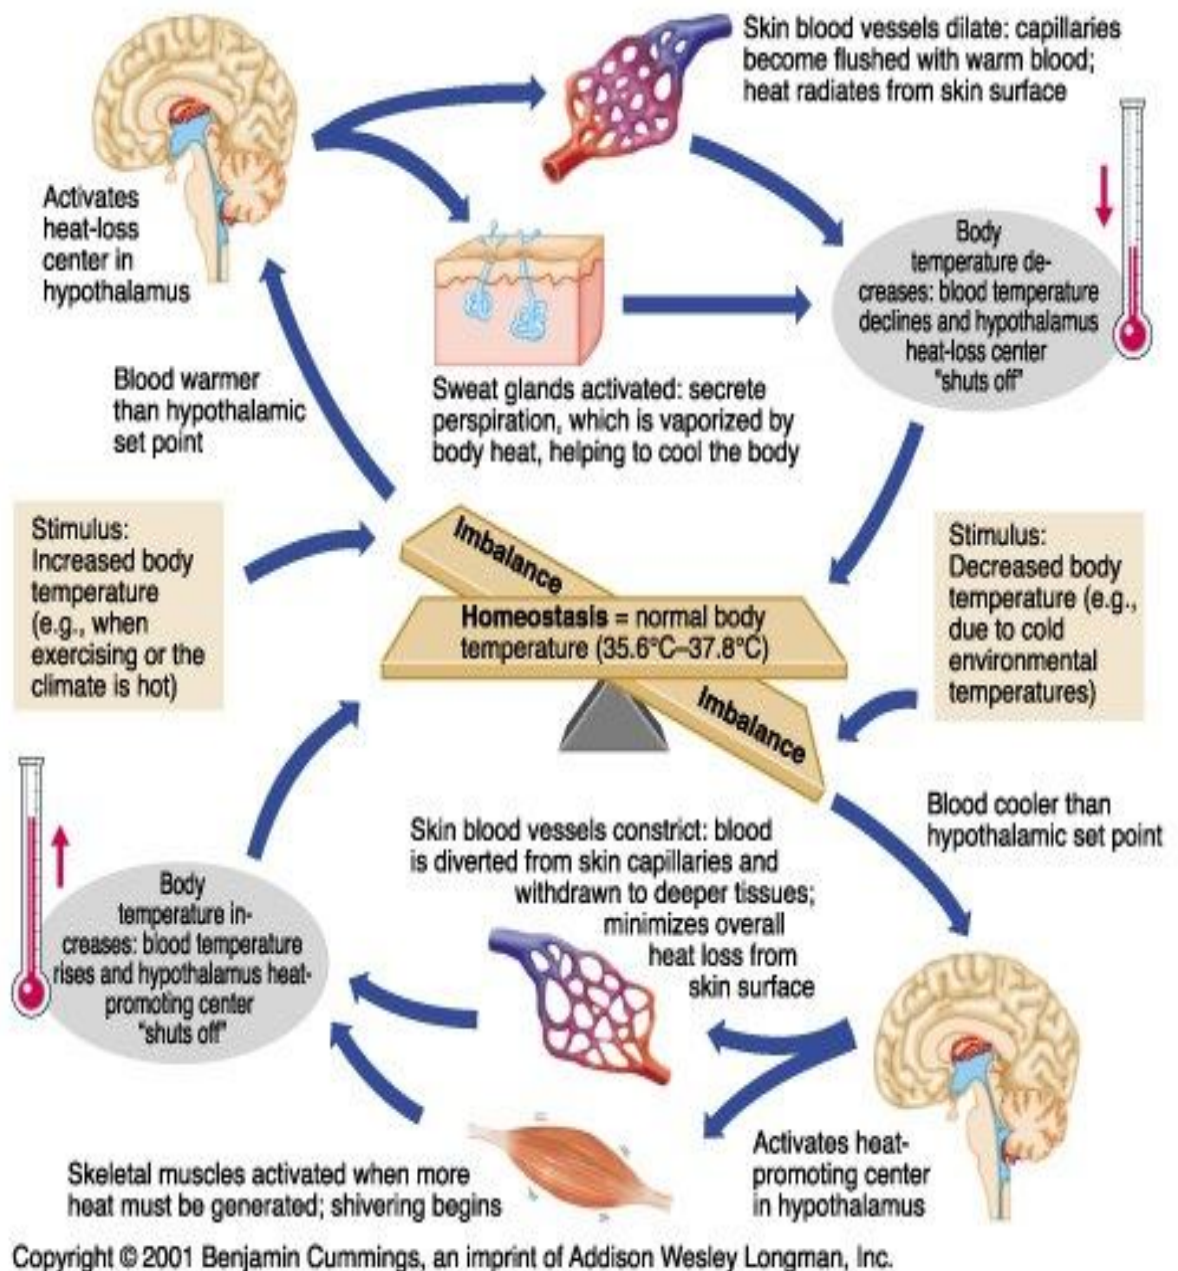 Skin blood vessels dilate: capillaries
become flushed with warm blood;
heat radiates from skin surface
Activates
heat-loss
center in
hypothalamus
Body
temperature de-
creases: blood temperature
declines and hypothalamus
heat-loss center
"shuts off"
Blood warmer
than hypothalamic
set point
Sweat glands activated: secrete
perspiration, which is vaporized by
body heat, helping to cool the body
Stimulus:
Increased body
temperature
(e.g., when
exercising or the
climate is hot)
Imbalance
Homeostasis = normal body
temperature (35.6°C–37.8°C)
Imbalance
Stimulus:
Decreased body
temperature (e.g.,
due to cold
environmental
temperatures)
Blood cooler than
hypothalamic set point
Skin blood vessels constrict: blood
is diverted from skin capillaries and
withdrawn to deeper tissues;
minimizes overall
heat loss from
skin surface
Body
temperature in-
creases: blood temperature
rises and hypothalamus heat-
promoting center
"shuts off"
Activates heat-
promoting center
in hypothalamus
Skeletal muscles activated when more
heat must be generated; shivering begins
Copyright © 2001 Benjamin Cummings, an imprint of Addison Wesley Longman, Inc.